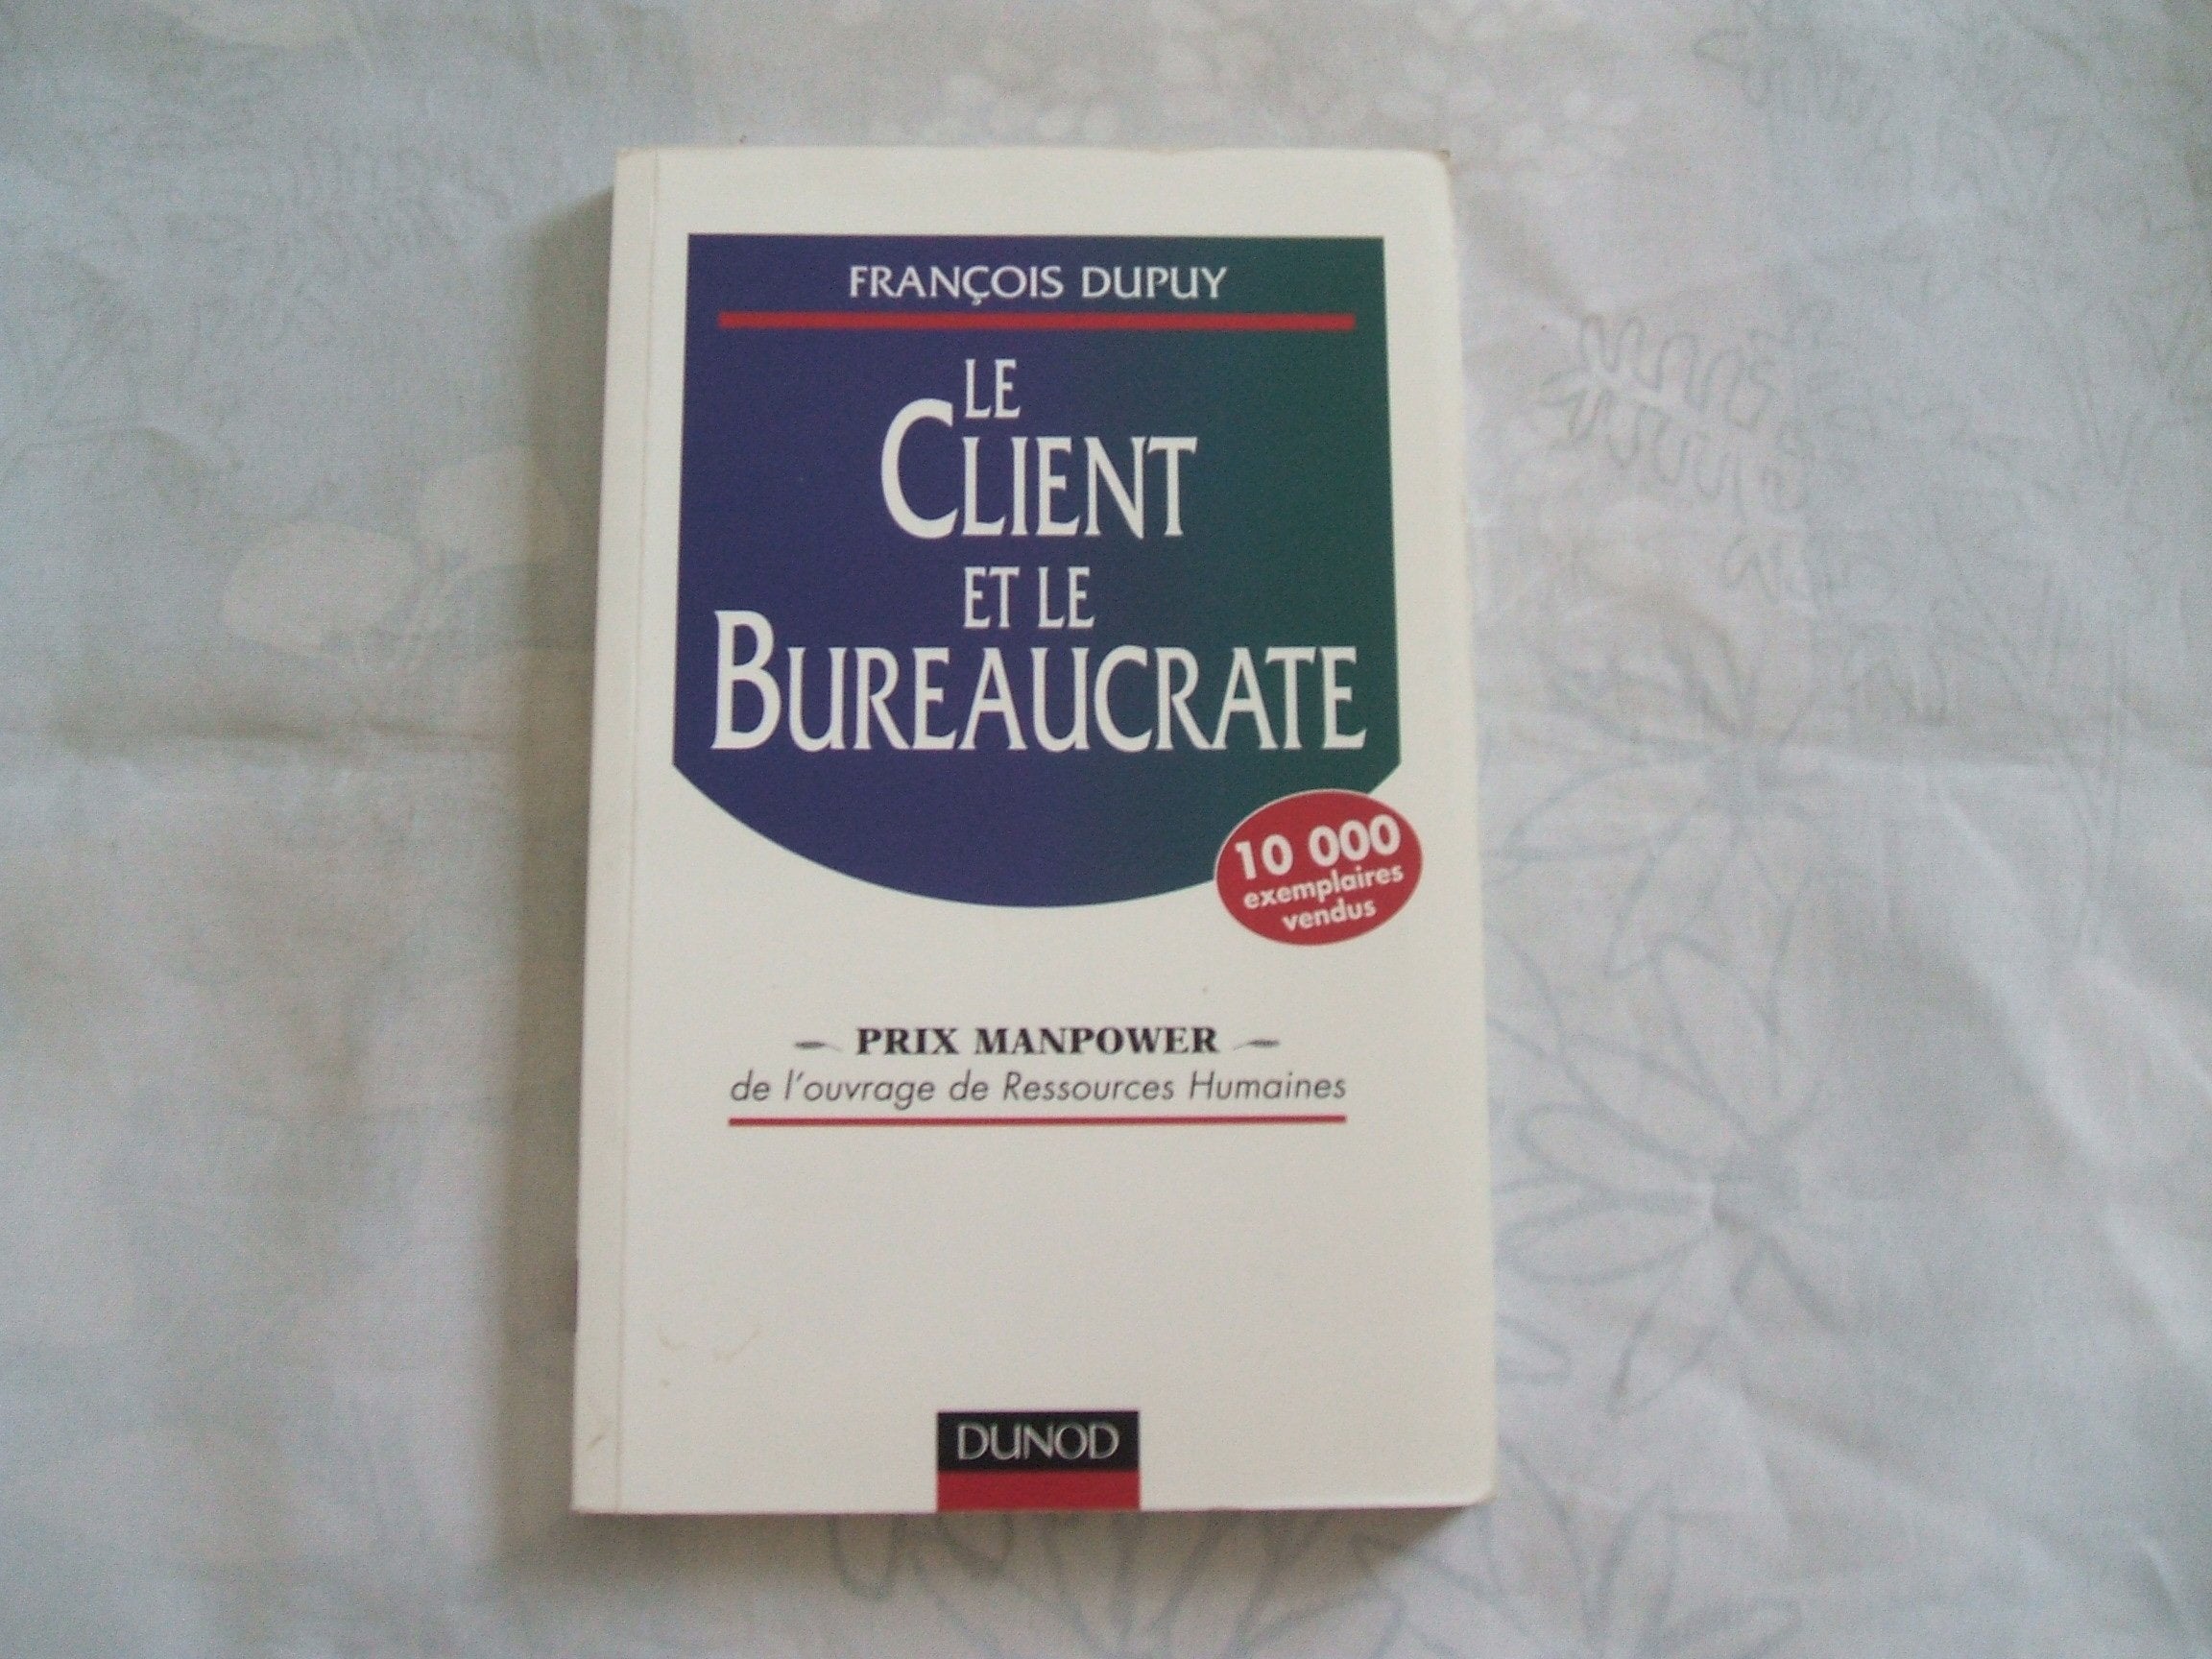 FRANÇOIS DUPUY
LE
CLIENT
ET LE
BUREAUCRATE
10 000
exemplaires
vendus
PRIX MANPOWER
de l'ouvrage de Ressources Humaines
DUNOD